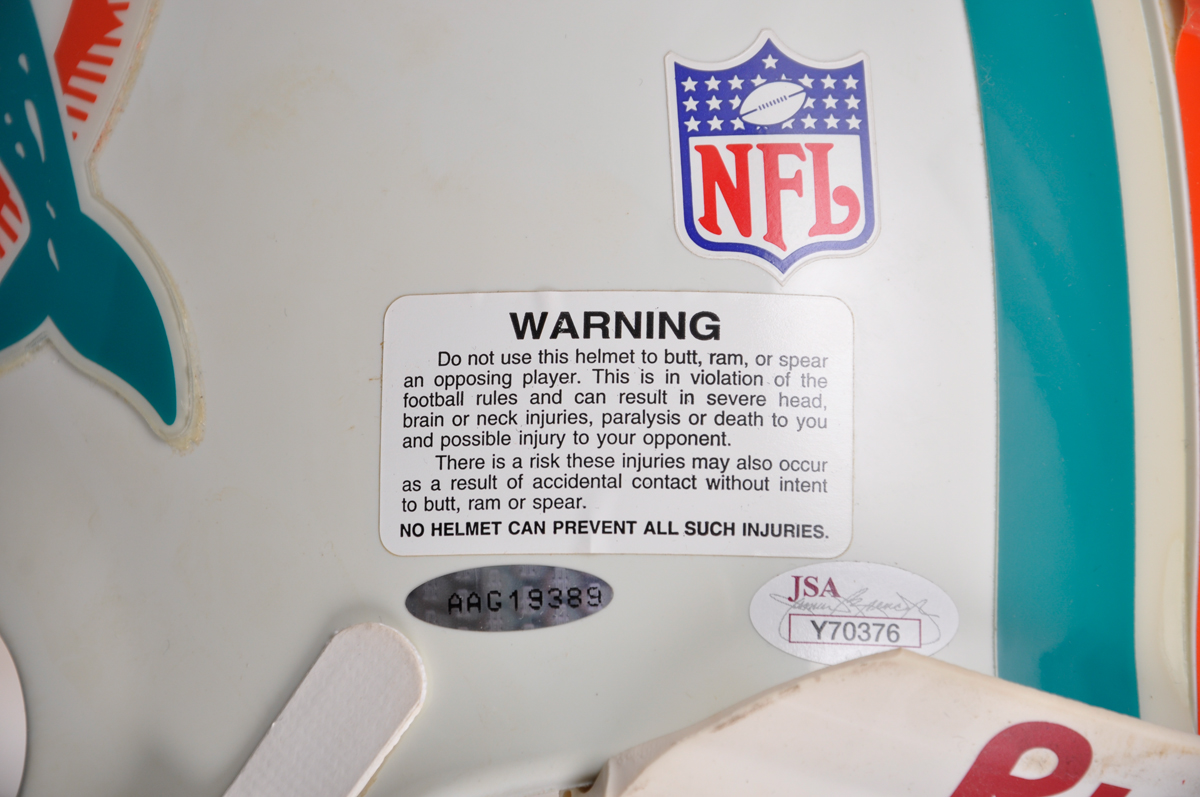 NFL
WARNING
Do not use this helmet to butt, ram, or spear
an opposing player. This is in violation of the
football rules and can result in severe head,
brain or neck injuries, paralysis or death to you
and possible injury to your opponent.
There is a risk these injuries may also occur
as a result of accidental contact without intent
to butt, ram or spear.
NO HELMET CAN PREVENT ALL SUCH INJURIES.
AAG19389
JSA
Y70376